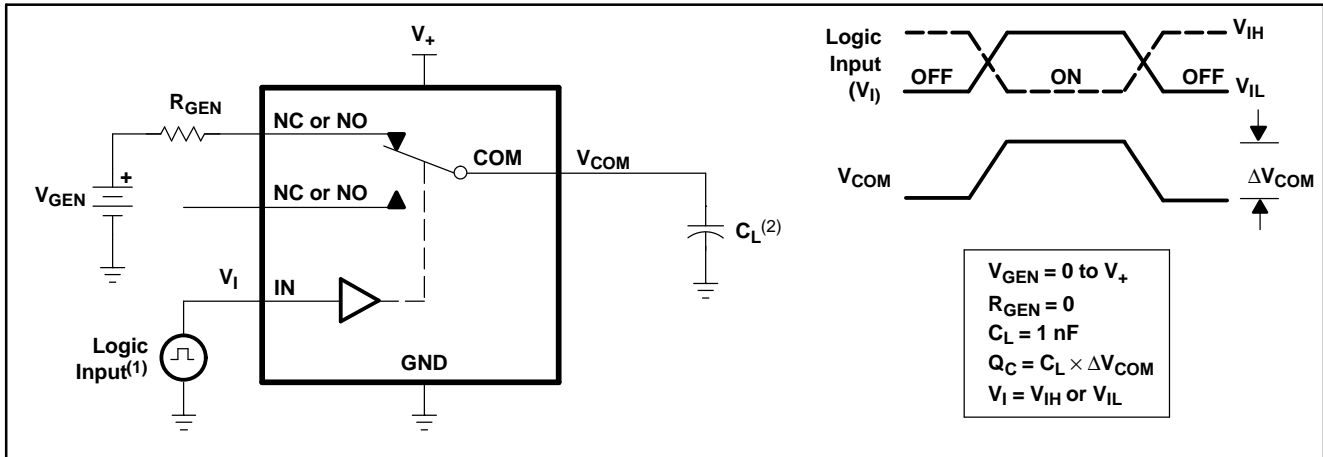 V+
RGEN
NC or NO
COM
VCOM
VGEN
+
NC or NO
CL(2)
VI
IN
Logic
Input(1)
GND
Logic
Input
(VI)
VIH
OFF
ON
OFF
VIL
VCOM
ΔVCOM
VGEN = 0 to V+
RGEN = 0
CL = 1 nF
QC = CL × ΔVCOM
VI = VIH or VIL